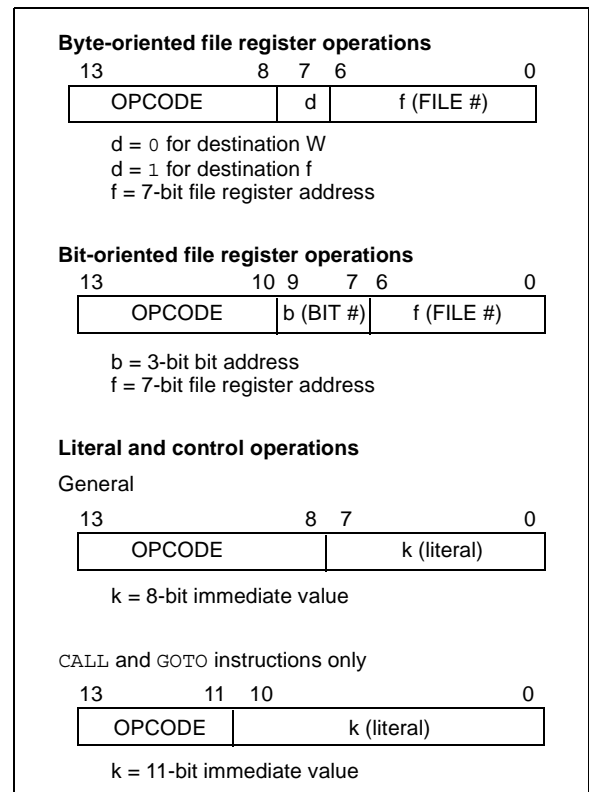 Byte-oriented file register operations
13 8 7 6 0
OPCODE d f (FILE #)
d = 0 for destination W
d = 1 for destination f
f = 7-bit file register address
Bit-oriented file register operations
13 10 9 7 6 0
OPCODE b (BIT #) f (FILE #)
b = 3-bit bit address
f = 7-bit file register address
Literal and control operations
General
13 8 7 0
OPCODE k (literal)
k = 8-bit immediate value
CALL and GOTO instructions only
13 11 10 0
OPCODE k (literal)
k = 11-bit immediate value